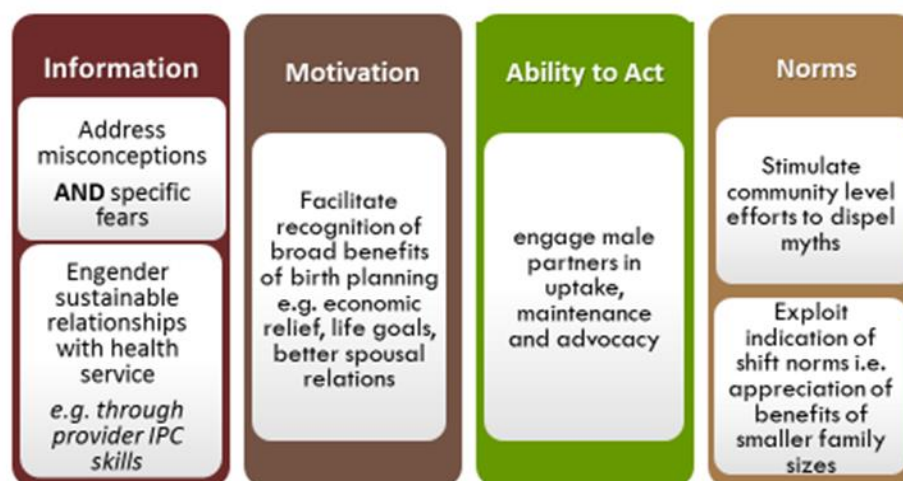 Information
Address
misconceptions
AND specific
fears
Engender
sustainable
relationships
with health
service
e.g. through
provider IPC
skills
Motivation
Facilitate
recognition of
broad benefits
of birth planning
e.g. economic
relief, life goals,
better spousal
relations
Ability to Act
engage male
partners in
uptake,
maintenance
and advocacy
Norms
Stimulate
community level
efforts to dispel
myths
Exploit
indication of
shift norms i.e.
appreciation of
benefits of
smaller family
sizes